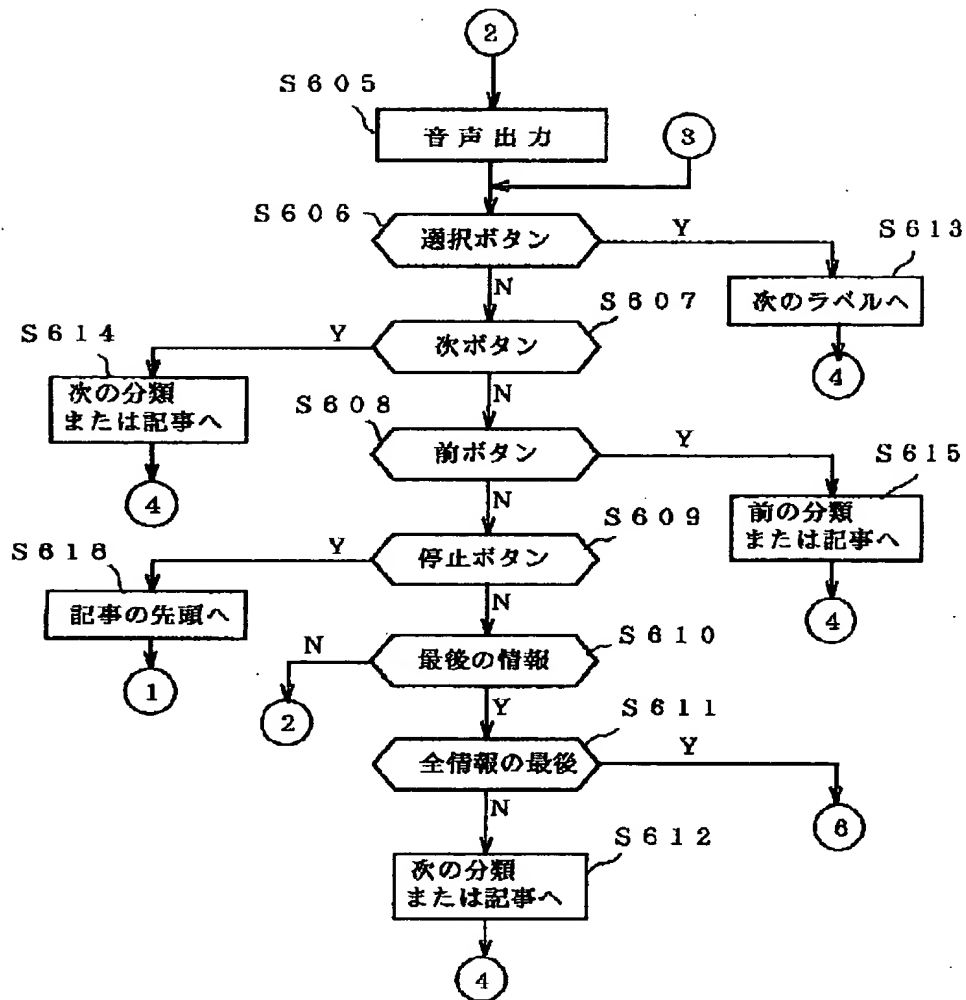 2
S605
音声出力
3
S606
選択ボタン
Y
S613
N
次のラベルへ
S607
4
S614
Y
次ボタン
次の分類
または記事へ
N
S608
4
前ボタン
Y
S615
N
前の分類
または記事へ
S609
4
S616
Y
停止ボタン
記事の先頭へ
N
S610
1
N
最後の情報
2
Y
S611
全情報の最後
Y
N
6
S612
次の分類
または記事へ
4